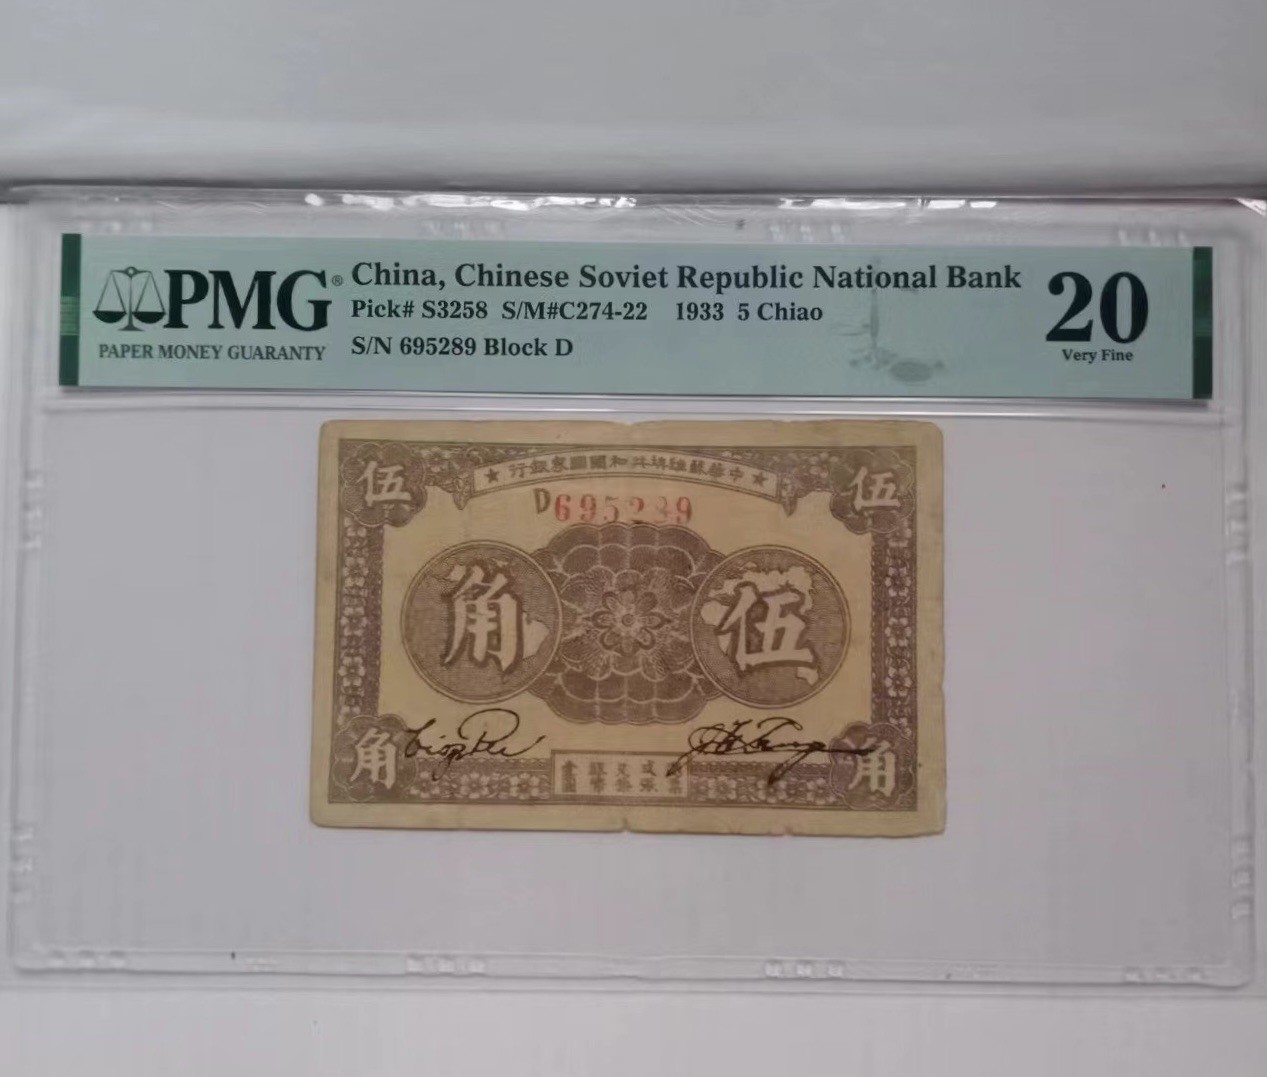 PMG®
PAPER MONEY GUARANTY
China, Chinese Soviet Republic National Bank
Pick# S3258 S/M#C274-22 1933 5 Chiao
S/N 695289 Block D
20
Very Fine
行銀家國國和共埃維蘇華中
伍
伍
D695289
角
伍
角
角